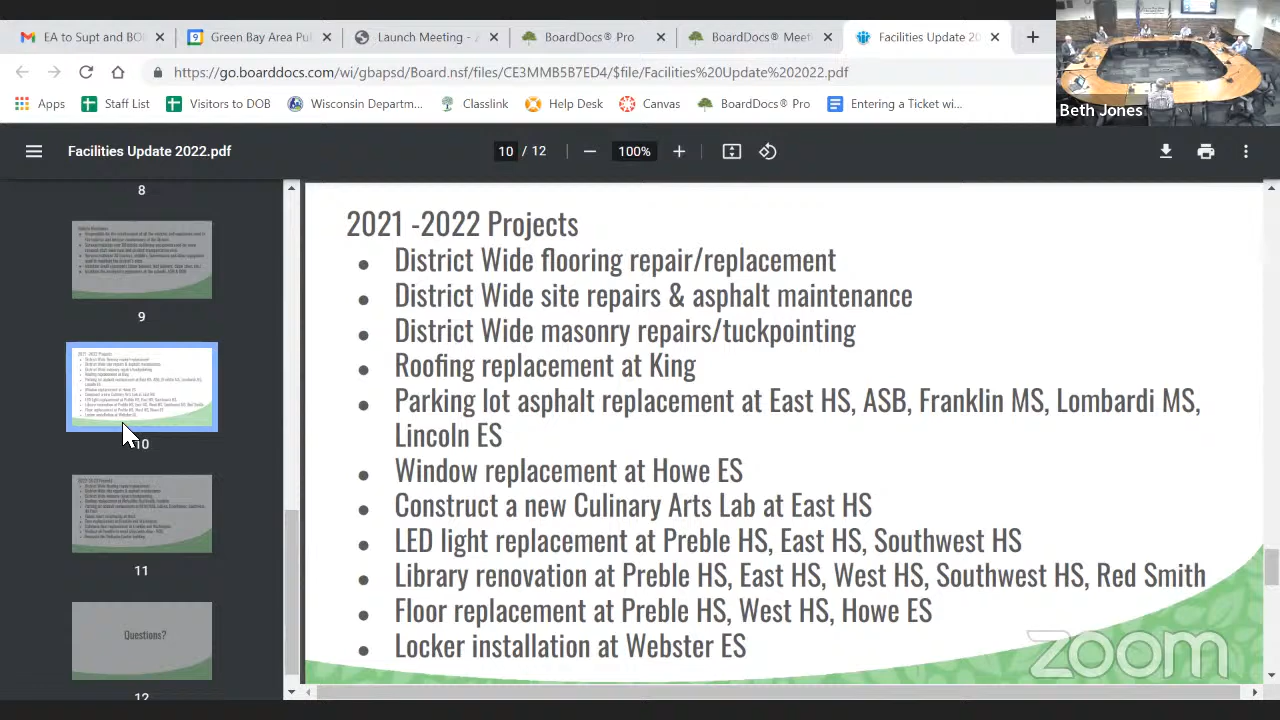 EA to Supt and BO
Green Bay Area Pu
Launch Meet
BoardDocs® Pro
BoardDocs® Meet
Facilities Update 20
https://go.boarddocs.com/wi/gbaps/Board.nsf/files/CE3MMB5B7ED4/$file/Facilities%20Update%202022.pdf
Apps
Staff List
Visitors to DOB
Wisconsin Departm...
Classlink
Help Desk
Canvas
BoardDocs® Pro
Entering a Ticket wi...
Beth Jones
Facilities Update 2022.pdf
10 / 12
100%
8
9
10
11
Questions?
12
2021 -2022 Projects
District Wide flooring repair/replacement
District Wide site repairs & asphalt maintenance
District Wide masonry repairs/tuckpointing
Roofing replacement at King
Parking lot asphalt replacement at East HS, ASB, Franklin MS, Lombardi MS,
Lincoln ES
Window replacement at Howe ES
Construct a new Culinary Arts Lab at East HS
LED light replacement at Preble HS, East HS, Southwest HS
Library renovation at Preble HS, East HS, West HS, Southwest HS, Red Smith
Floor replacement at Preble HS, West HS, Howe ES
Locker installation at Webster ES
zoom